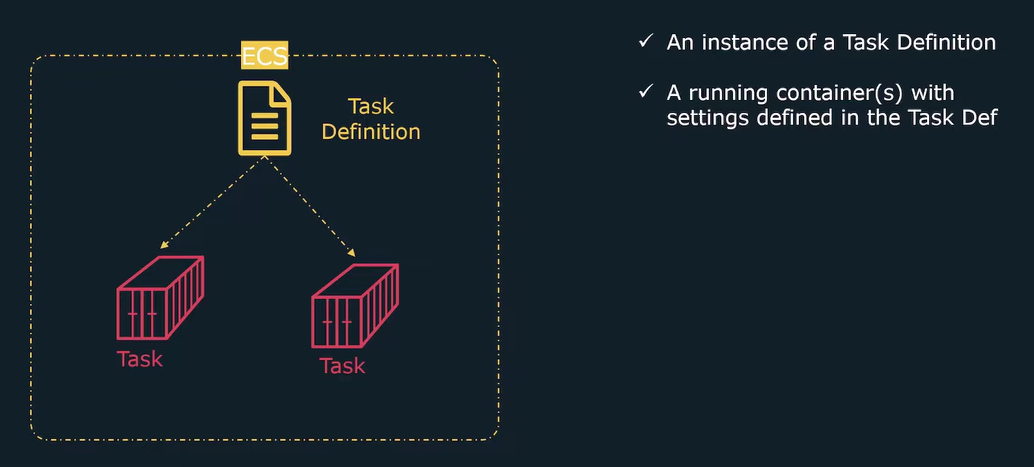 ECS
Task
Definition
Task
Task
✓ An instance of a Task Definition
✓ A running container(s) with
settings defined in the Task Def